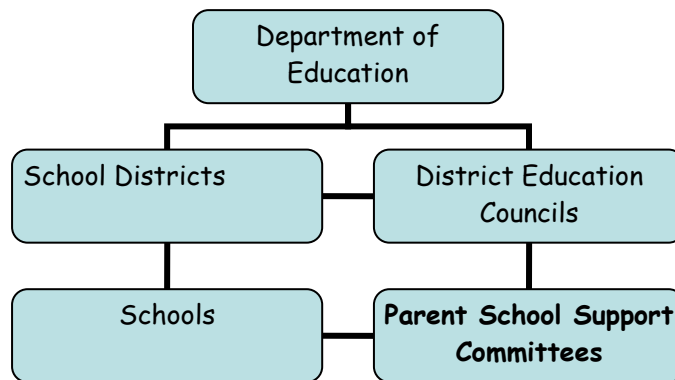 Department of
Education
School Districts
District Education
Councils
Schools
Parent School Support
Committees